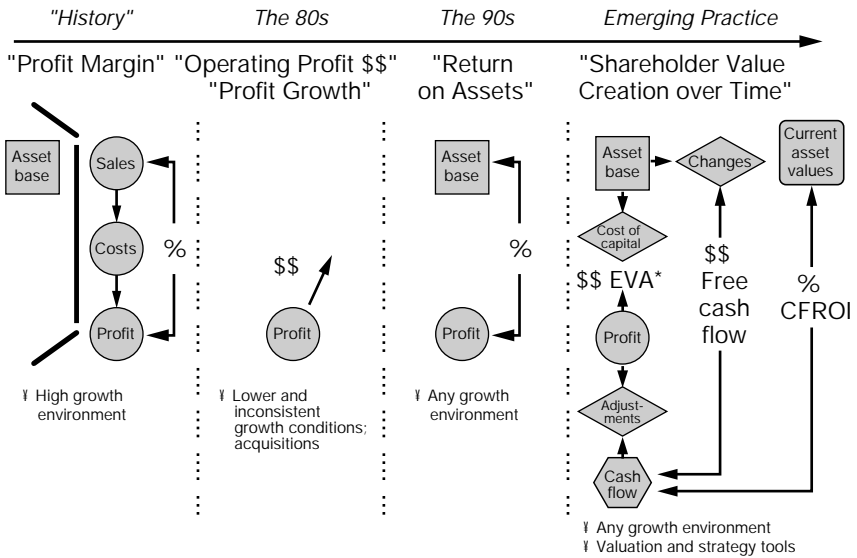 "History"
The 80s
The 90s
Emerging Practice
"Profit Margin"
"Operating Profit $$"
"Profit Growth"
"Return
on Assets"
"Shareholder Value
Creation over Time"
Asset
base
Sales
Costs
Profit
%
¥ High growth
environment
$$
Profit
¥ Lower and
inconsistent
growth conditions;
acquisitions
Asset
base
%
Profit
¥ Any growth
environment
Asset
base
Changes
Current
asset
values
Cost of
capital
$$ EVA*
Profit
Adjust-
ments
Cash
flow
$$
Free
cash
flow
%
CFROI
¥ Any growth environment
¥ Valuation and strategy tools